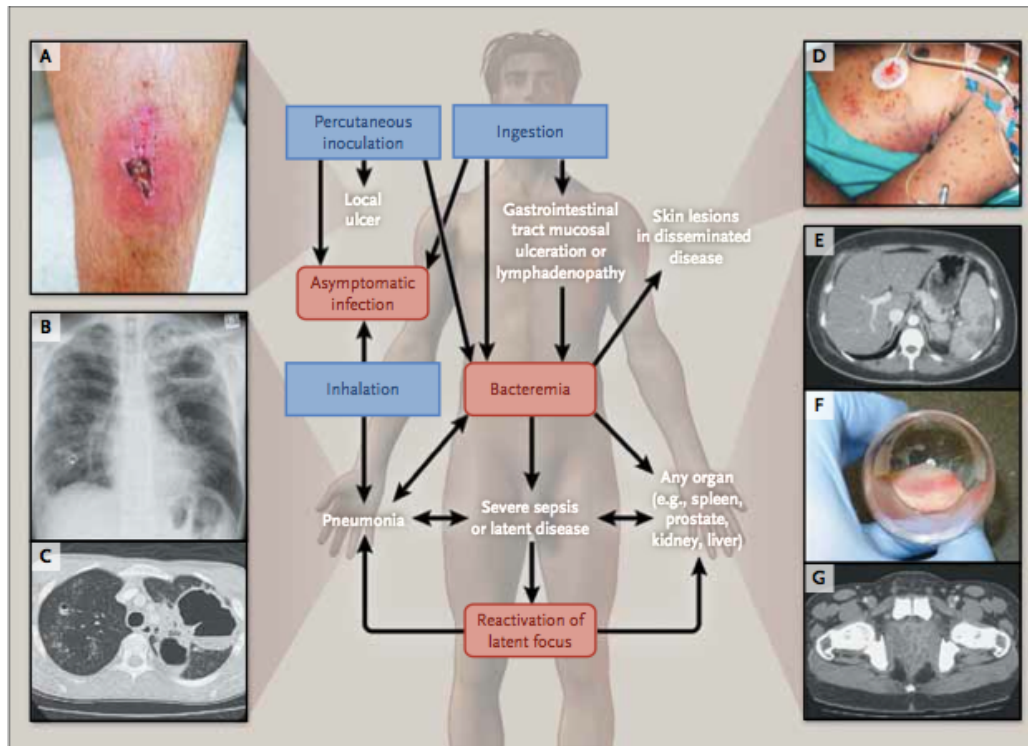 A
Percutaneous
inoculation
Ingestion
D
Local
ulcer
Gastrointestinal
tract mucosal
ulceration or
lymphadenopathy
Skin lesions
in disseminated
disease
Asymptomatic
infection
E
B
Inhalation
Bacteremia
F
Pneumonia
Severe sepsis
or latent disease
Any organ
(e.g., spleen,
prostate,
kidney, liver)
C
G
Reactivation of
latent focus